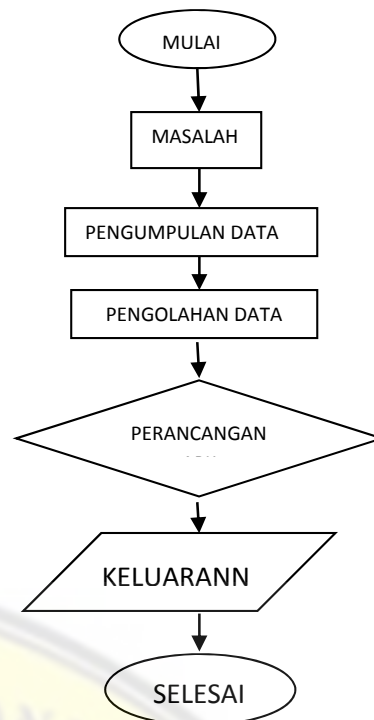 MULAI
MASALAH
PENGUMPULAN DATA
PENGOLAHAN DATA
PERANCANGAN
KELUARANN
SELESAI